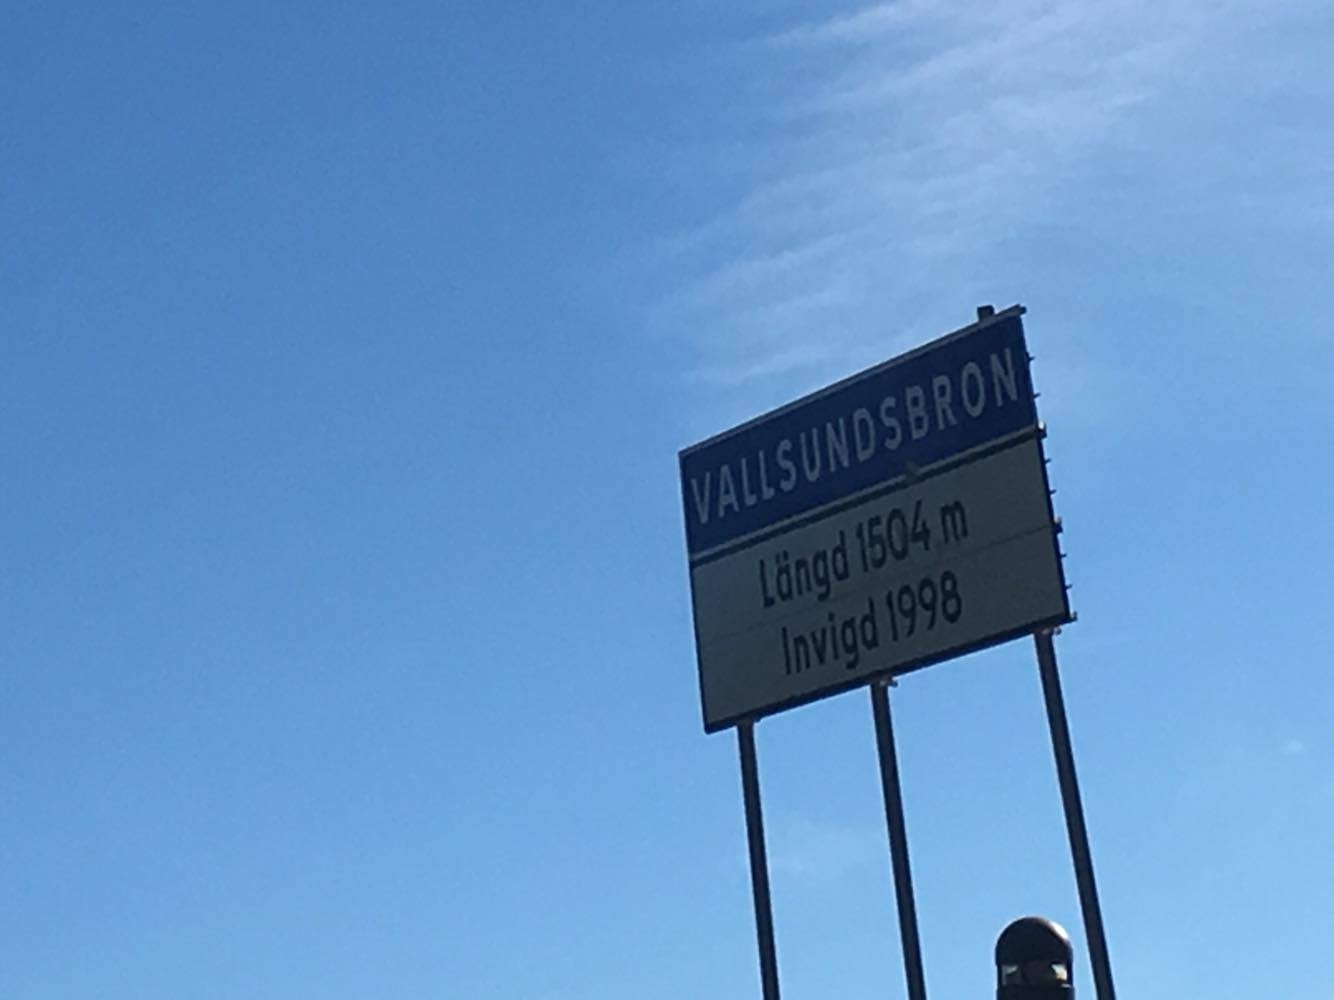 VALLSUNDSBRON
Längd 1504 m
Invigd 1998